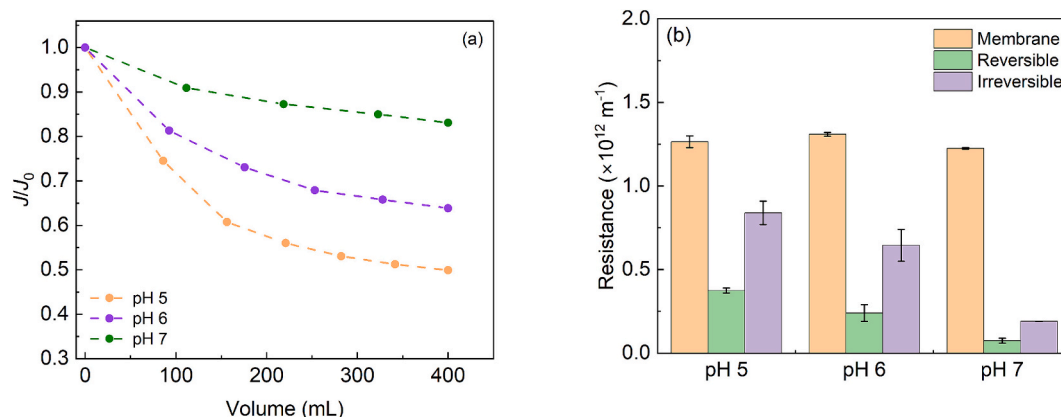 (a)
J/J0
1.0
0.9
0.8
0.7
0.6
0.5
0.4
0.3
pH 5
pH 6
pH 7
0
100
200
300
400
Volume (mL)
(b)
Resistance (×10¹² m⁻¹)
2.0
1.5
1.0
0.5
0.0
Membrane
Reversible
Irreversible
pH 5
pH 6
pH 7